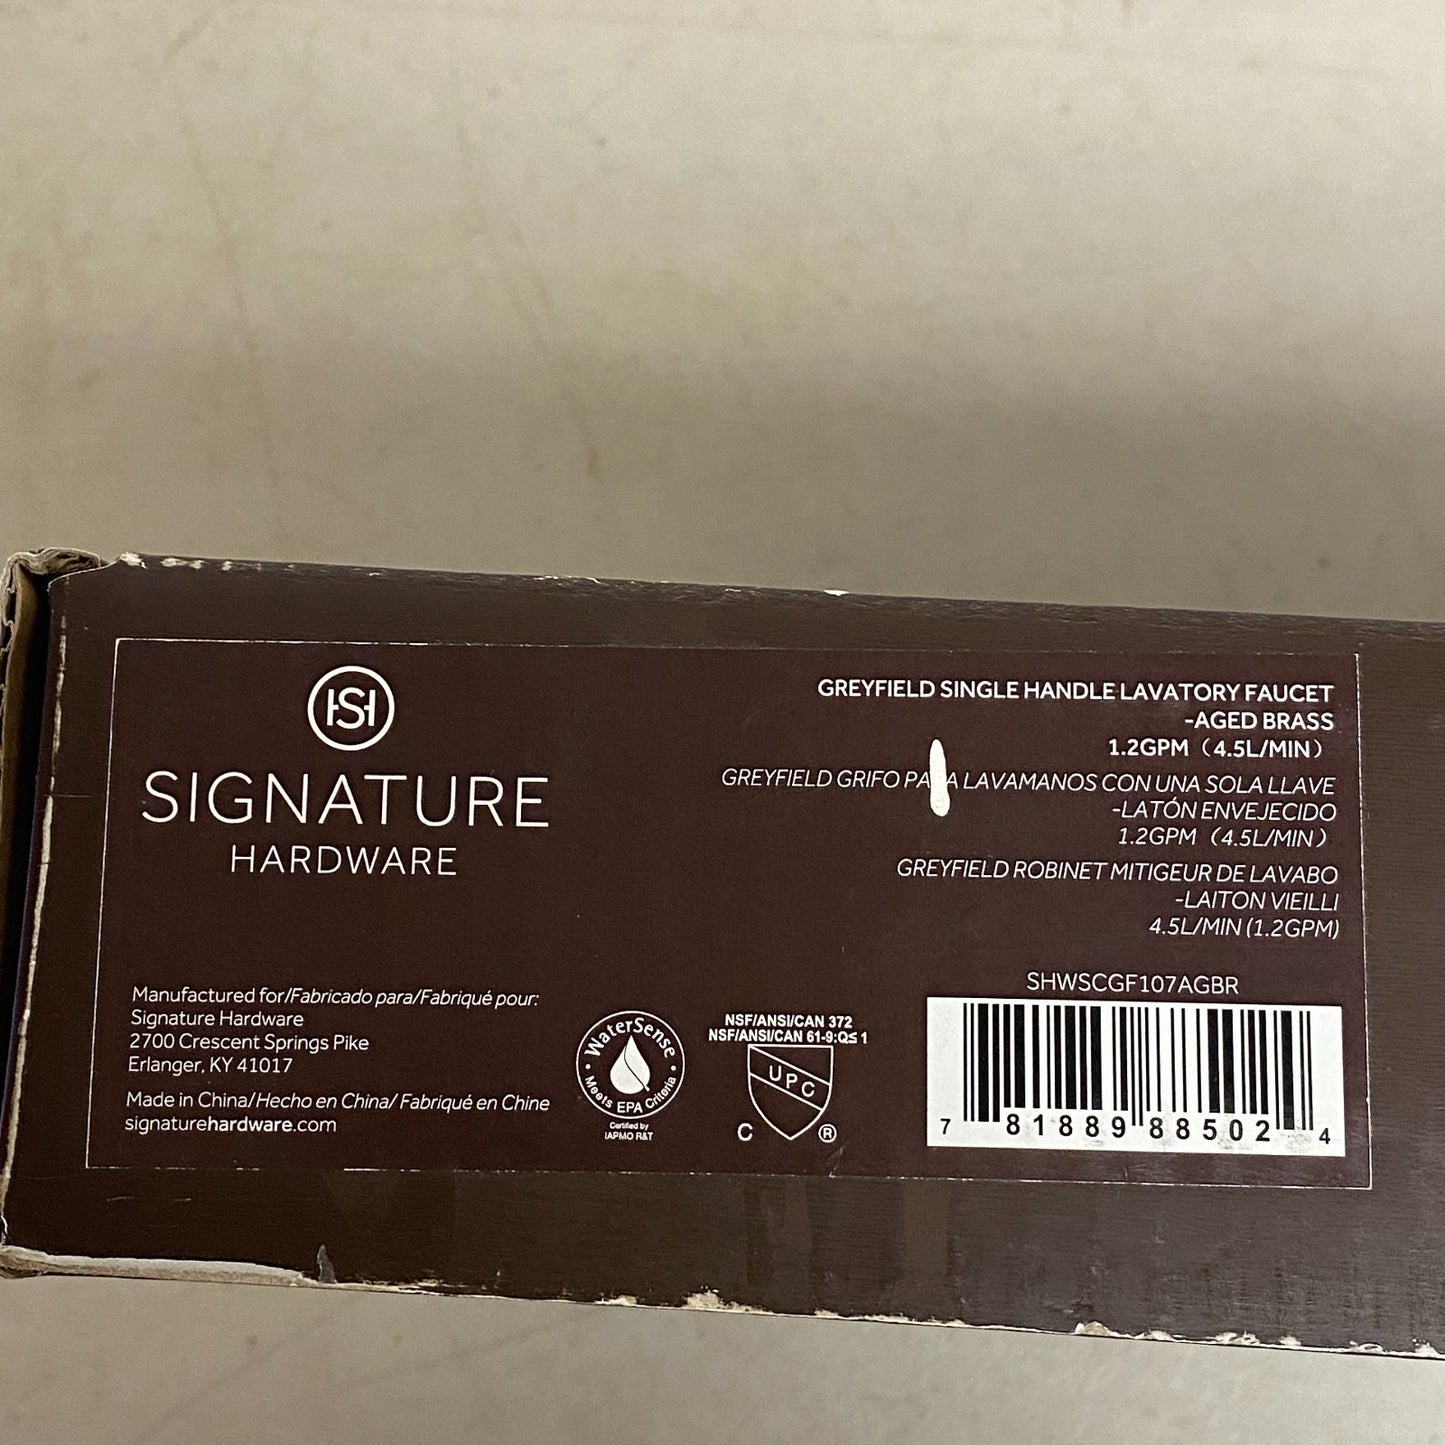 SIGNATURE
HARDWARE
GREYFIELD SINGLE HANDLE LAVATORY FAUCET
-AGED BRASS
1.2GPM（4.5L/MIN）
GREYFIELD GRIFO PARA LAVAMANOS CON UNA SOLA LLAVE
-LATÓN ENVEJECIDO
1.2GPM（4.5L/MIN）
GREYFIELD ROBINET MITIGEUR DE LAVABO
-LAITON VIEILLI
4.5L/MIN (1.2GPM)
Manufactured for/Fabricado para/Fabriqué pour:
Signature Hardware
2700 Crescent Springs Pike
Erlanger, KY 41017
Made in China/Hecho en China/ Fabriqué en Chine
signaturehardware.com
WaterSense
Meets EPA Criteria
Certified by
IAPMO R&T
NSF/ANSI/CAN 372
NSF/ANSI/CAN 61-9:Q≤ 1
UPC
C ®
SHWSCGF107AGBR
7 81889 88502 4